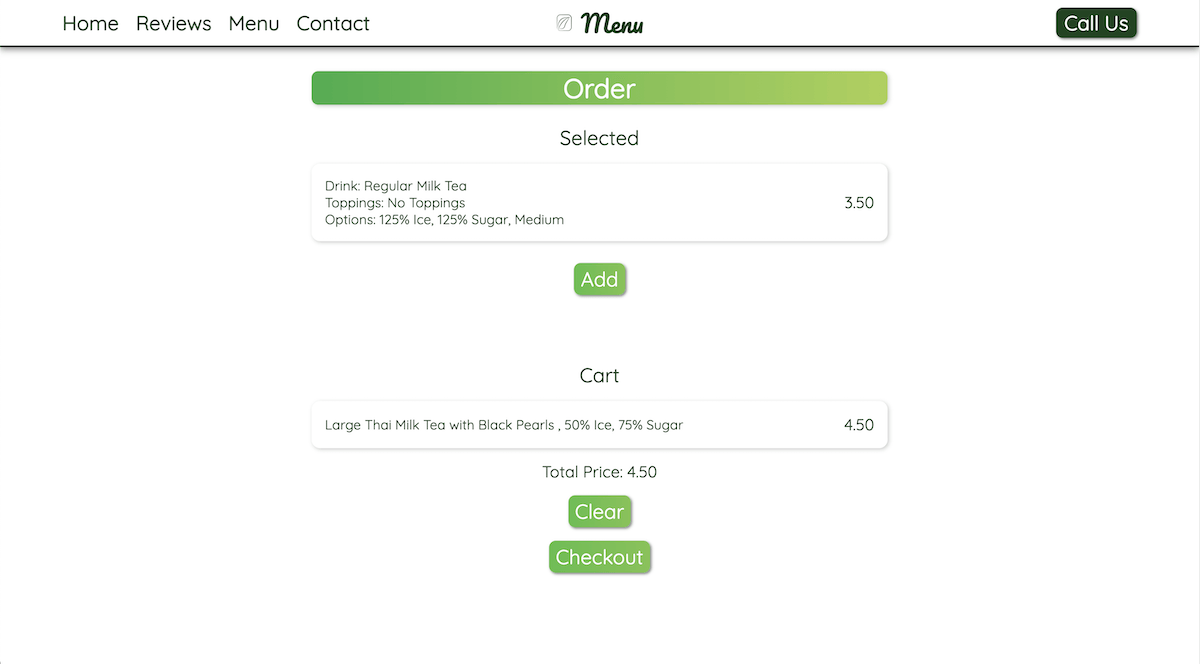 Home Reviews Menu Contact Menu Call Us
Order
Selected
Drink: Regular Milk Tea
Toppings: No Toppings 3.50
Options: 125% Ice, 125% Sugar, Medium
Add
Cart
Large Thai Milk Tea with Black Pearls , 50% Ice, 75% Sugar 4.50
Total Price: 4.50
Clear
Checkout